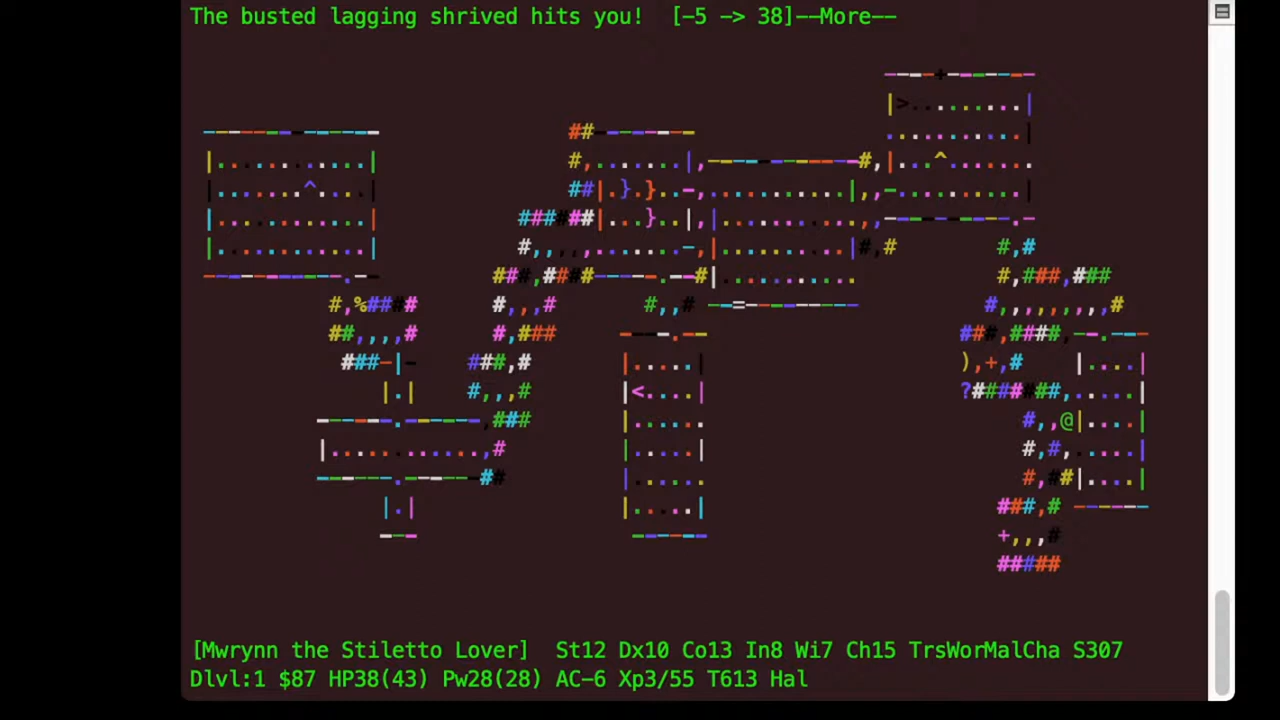 The busted lagging shrived hits you!  [-5 -> 38]--More--
[Mwrynn the Stiletto Lover]  St12 Dx10 Co13 In8 Wi7 Ch15 TrsWorMalCha S307
Dlvl:1 $87 HP38(43) Pw28(28) AC-6 Xp3/55 T613 Hal